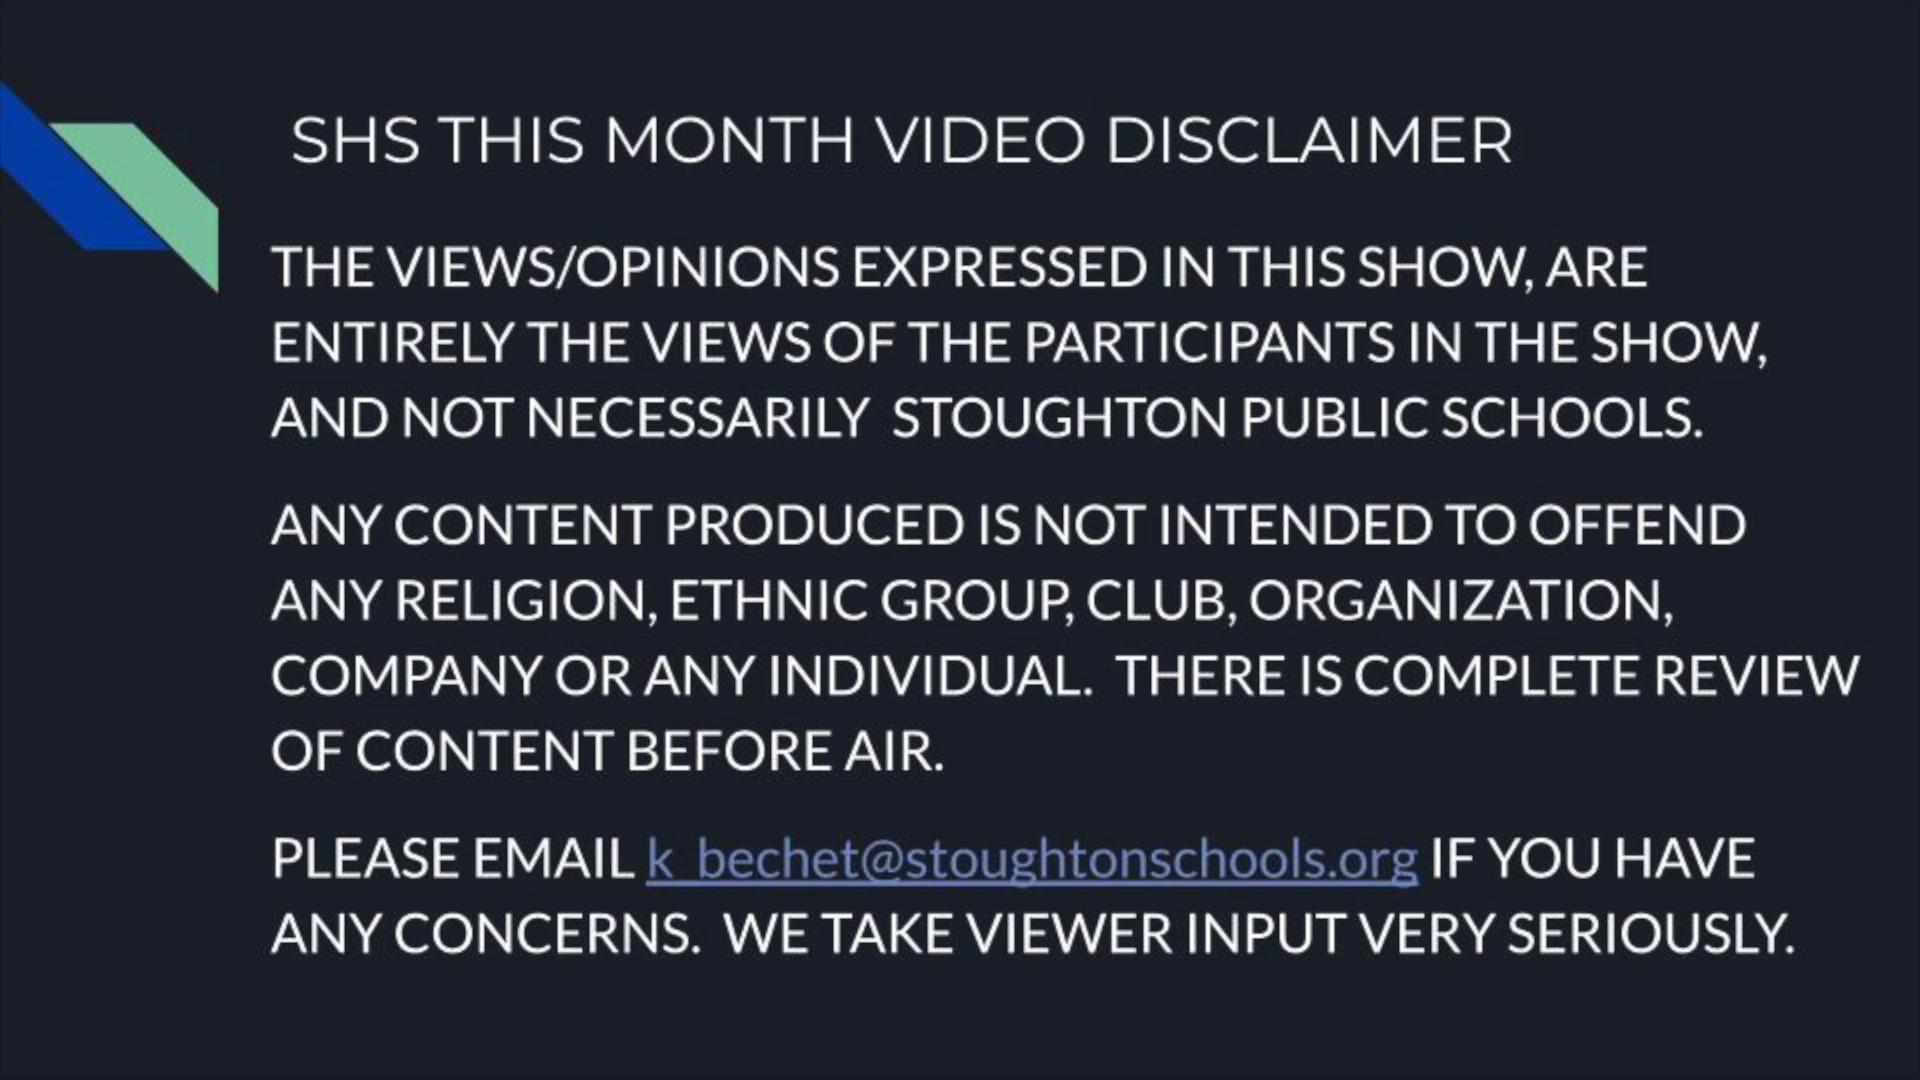 SHS THIS MONTH VIDEO DISCLAIMER
THE VIEWS/OPINIONS EXPRESSED IN THIS SHOW, ARE
ENTIRELY THE VIEWS OF THE PARTICIPANTS IN THE SHOW,
AND NOT NECESSARILY  STOUGHTON PUBLIC SCHOOLS.
ANY CONTENT PRODUCED IS NOT INTENDED TO OFFEND
ANY RELIGION, ETHNIC GROUP, CLUB, ORGANIZATION,
COMPANY OR ANY INDIVIDUAL.  THERE IS COMPLETE REVIEW
OF CONTENT BEFORE AIR.
PLEASE EMAIL k_bechet@stoughtonschools.org IF YOU HAVE
ANY CONCERNS.  WE TAKE VIEWER INPUT VERY SERIOUSLY.